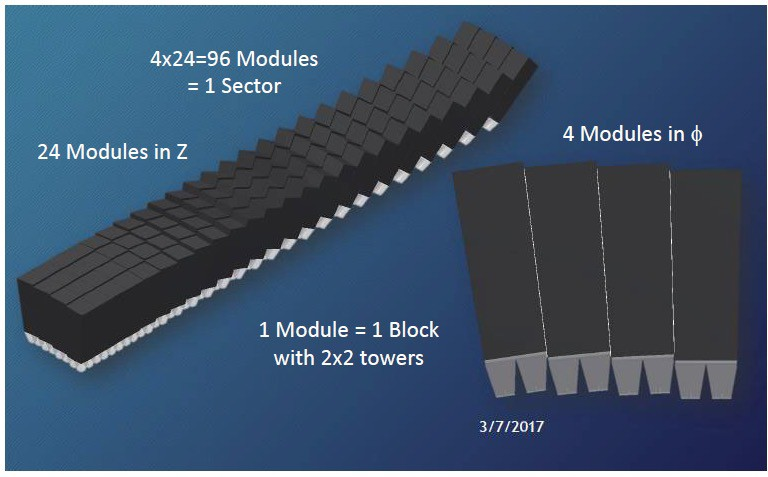 4x24=96 Modules
= 1 Sector
24 Modules in Z
4 Modules in ϕ
1 Module = 1 Block
with 2x2 towers
3/7/2017